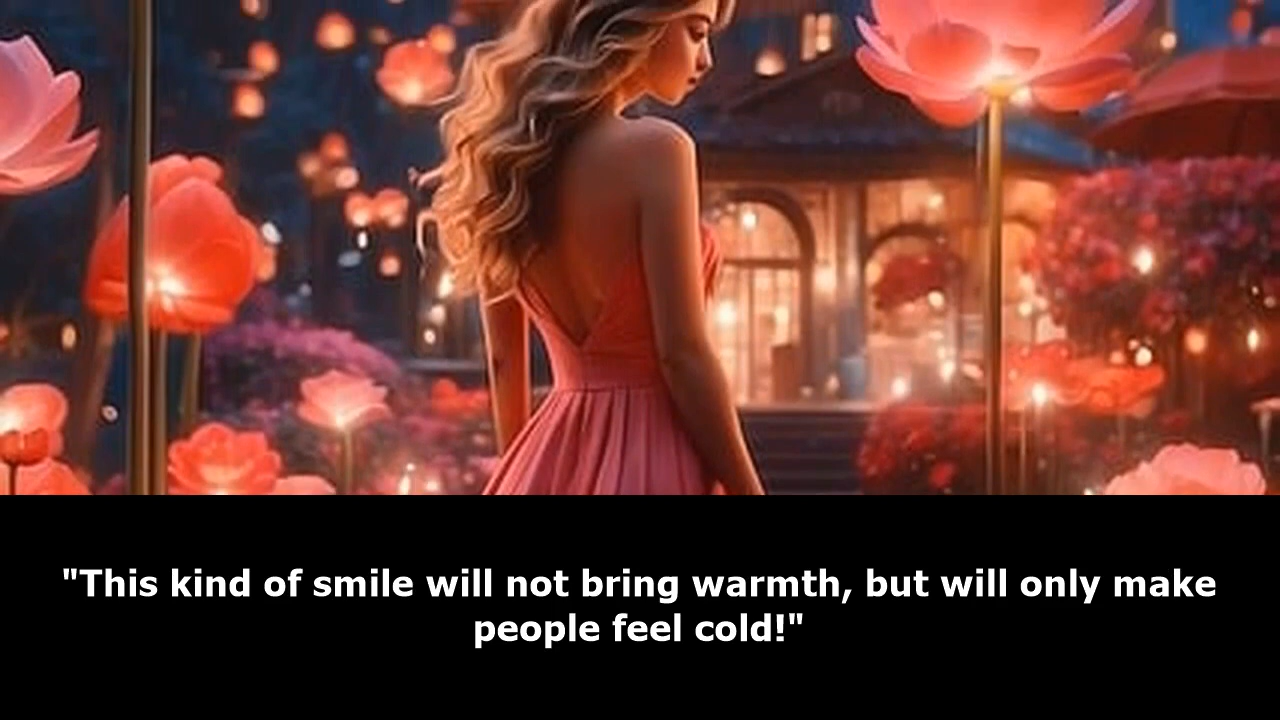 "This kind of smile will not bring warmth, but will only make
people feel cold!"